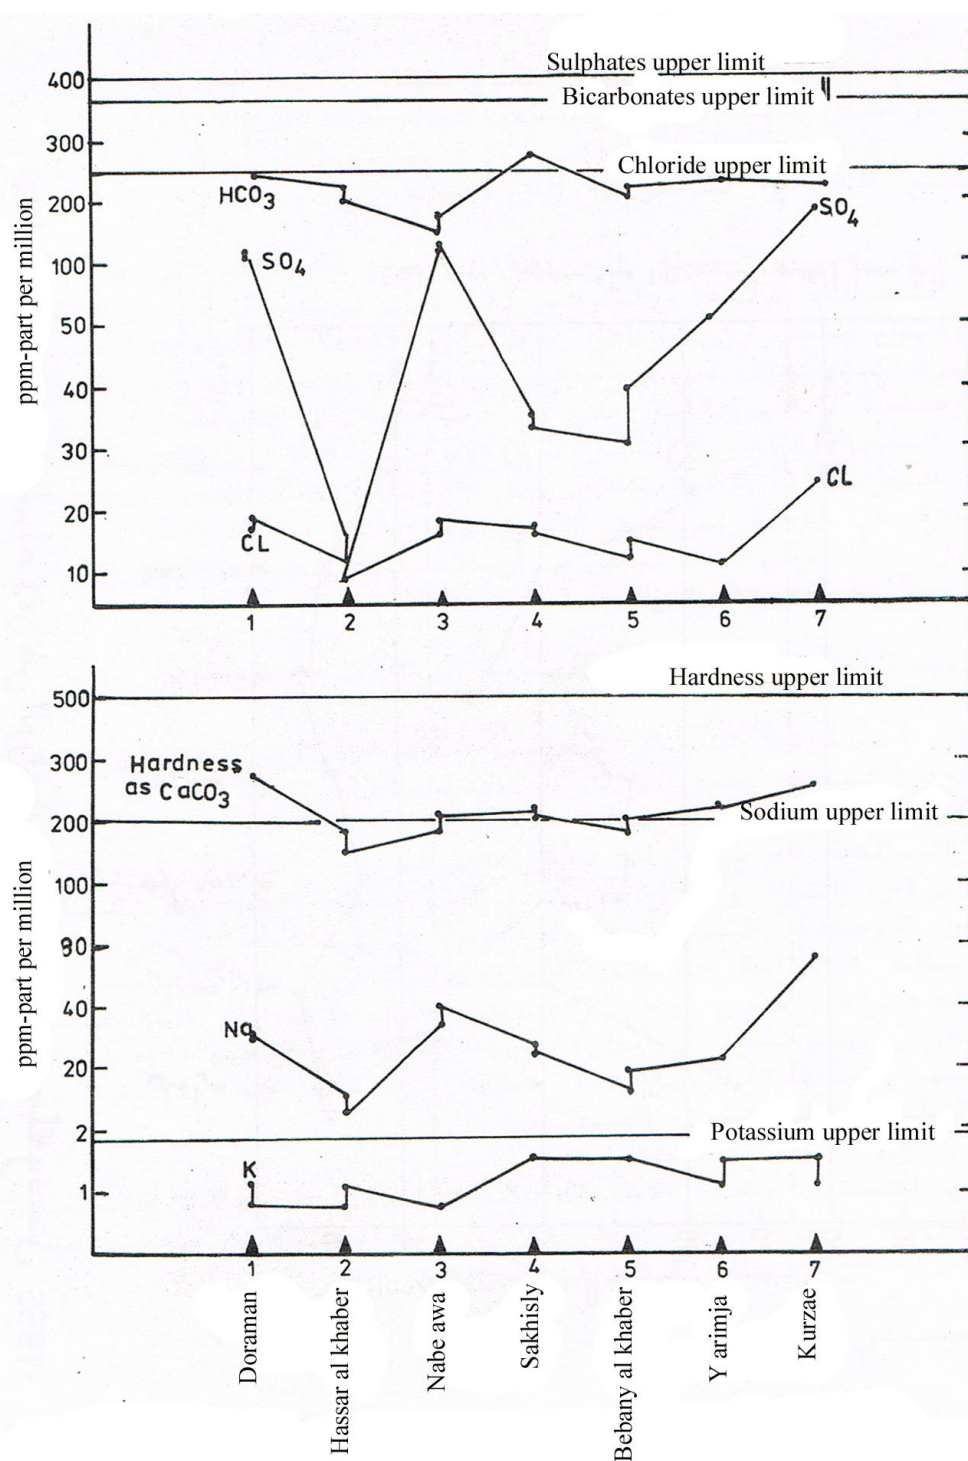 Sulphates upper limit
400
Bicarbonates upper limit
300
Chloride upper limit
HCO3
200
SO4
SO4
100
50
40
30
20
CL
CL
10
ppm-part per million
1 2 3 4 5 6 7
Hardness upper limit
500
Hardness
as CaCO3
300
Sodium upper limit
200
100
90
40
Na
20
2
Potassium upper limit
K
1
ppm-part per million
1 2 3 4 5 6 7
Doraman
Hassar al khaber
Nabe awa
Sakhisly
Bebany al khaber
Y arimja
Kurzae